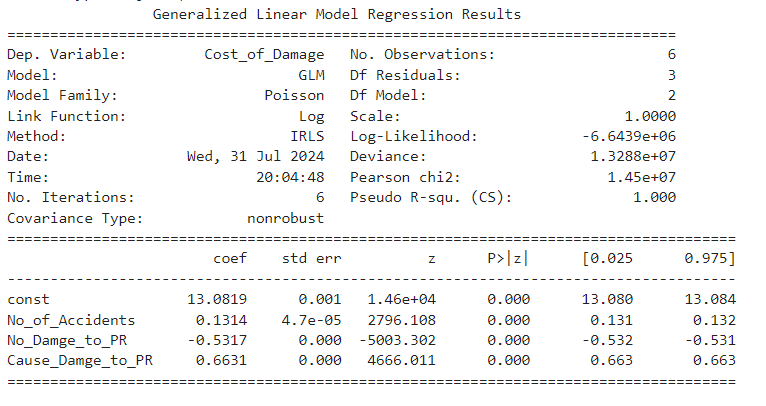 Generalized Linear Model Regression Results
==============================================================================
Dep. Variable: Cost_of_Damage No. Observations: 6
Model: GLM Df Residuals: 3
Model Family: Poisson Df Model: 2
Link Function: Log Scale: 1.0000
Method: IRLS Log-Likelihood: -6.6439e+06
Date: Wed, 31 Jul 2024 Deviance: 1.3288e+07
Time: 20:04:48 Pearson chi2: 1.45e+07
No. Iterations: 6 Pseudo R-squ. (CS): 1.000
Covariance Type: nonrobust
=====================================================================================
coef std err z P>|z| [0.025 0.975]
-------------------------------------------------------------------------------------
const 13.0819 0.001 1.46e+04 0.000 13.080 13.084
No_of_Accidents 0.1314 4.7e-05 2796.108 0.000 0.131 0.132
No_Damge_to_PR -0.5317 0.000 -5003.302 0.000 -0.532 -0.531
Cause_Damge_to_PR 0.6631 0.000 4666.011 0.000 0.663 0.663
=====================================================================================